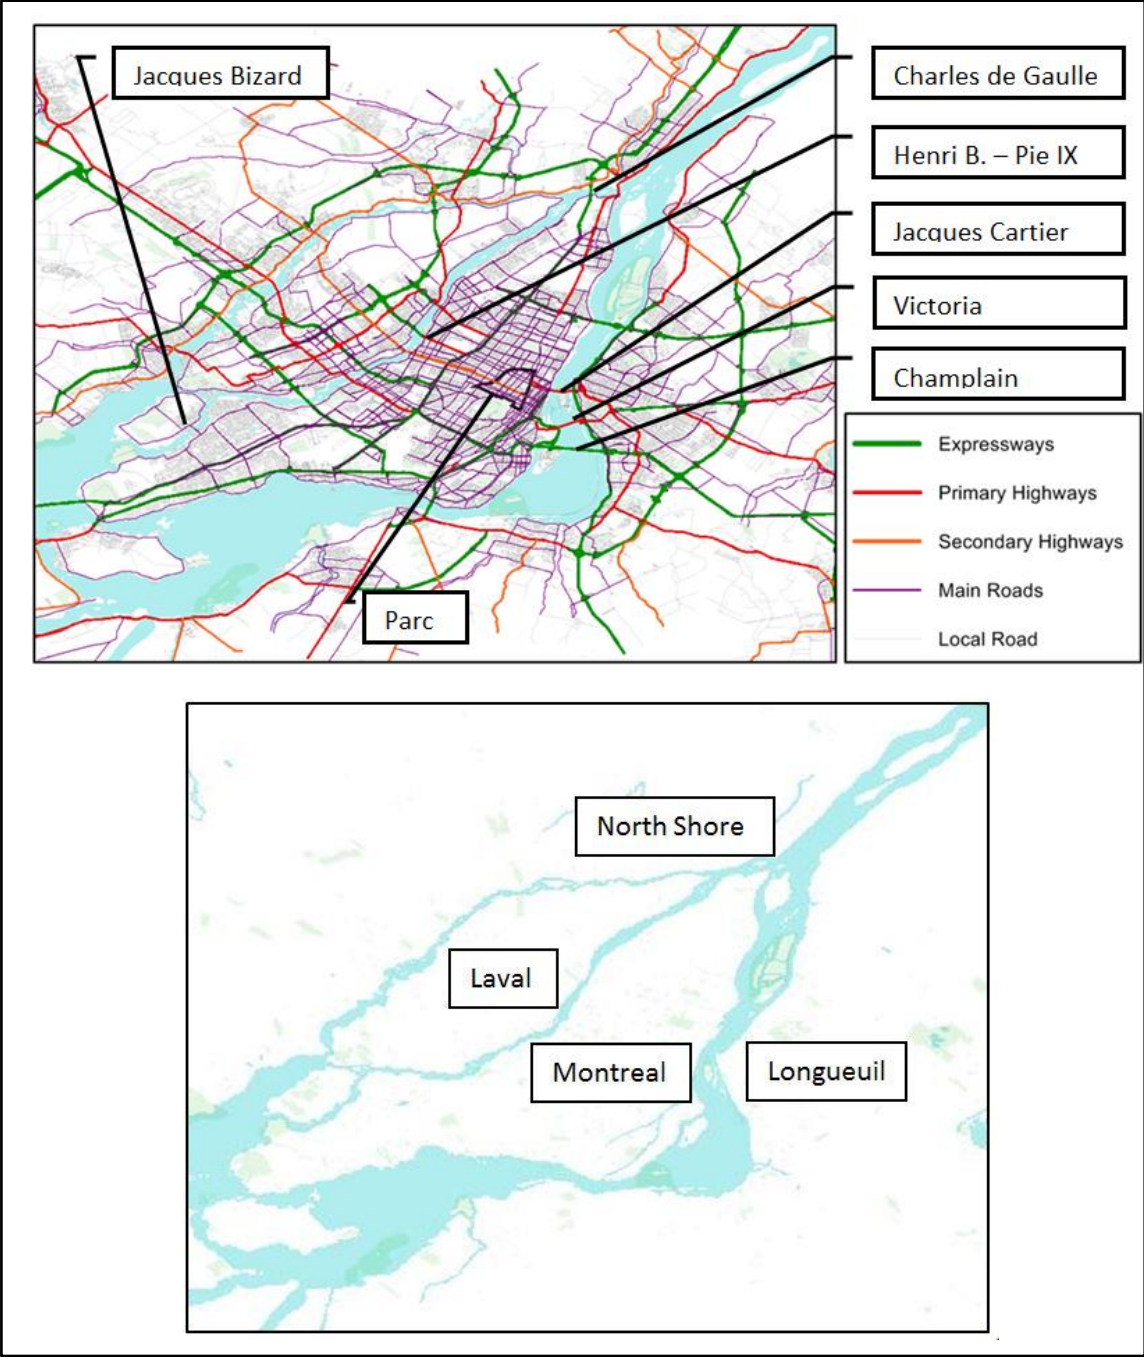 Jacques Bizard
Charles de Gaulle
Henri B. – Pie IX
Jacques Cartier
Victoria
Champlain
Expressways
Primary Highways
Secondary Highways
Main Roads
Local Road
Parc
North Shore
Laval
Montreal
Longueuil